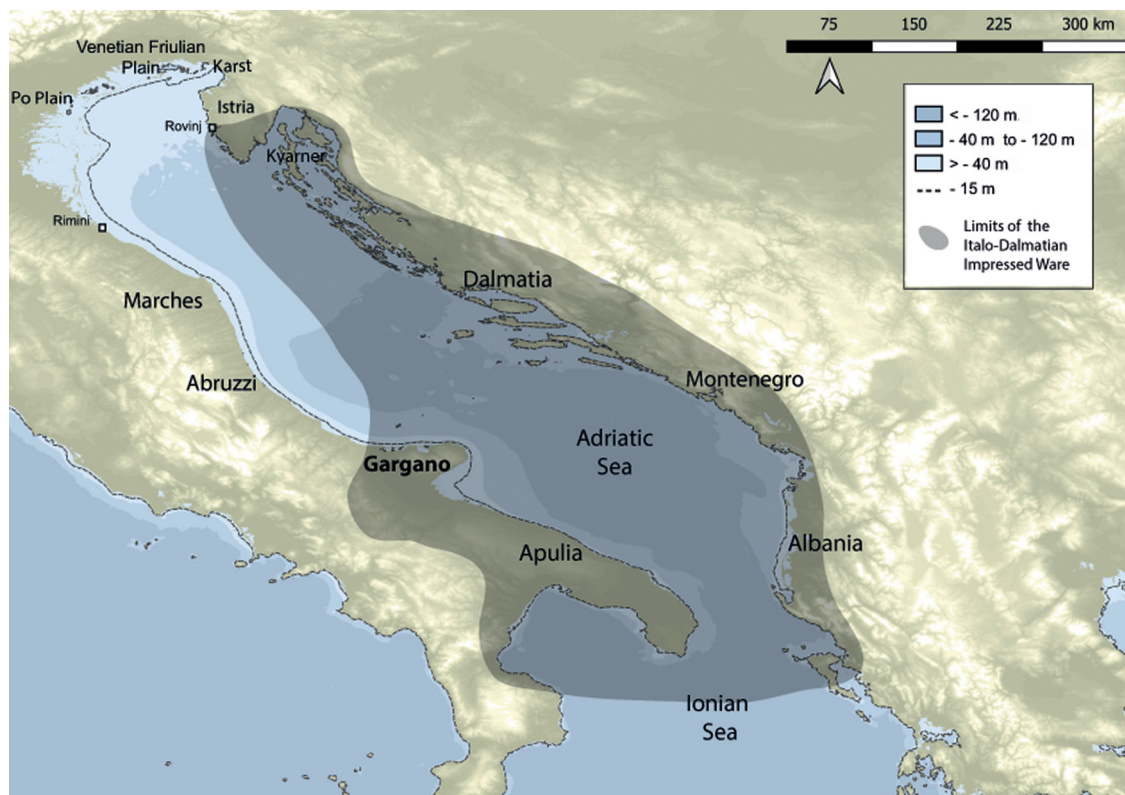 75 150 225 300 km
Venetian Friulian
Plain
Karst
Po Plain
Istria
Rovinj
Kvarner
Rimini
< - 120 m
- 40 m to - 120 m
> - 40 m
- 15 m
Limits of the
Italo-Dalmatian
Impressed Ware
Dalmatia
Marches
Abruzzi
Montenegro
Adriatic
Sea
Gargano
Apulia
Albania
Ionian
Sea